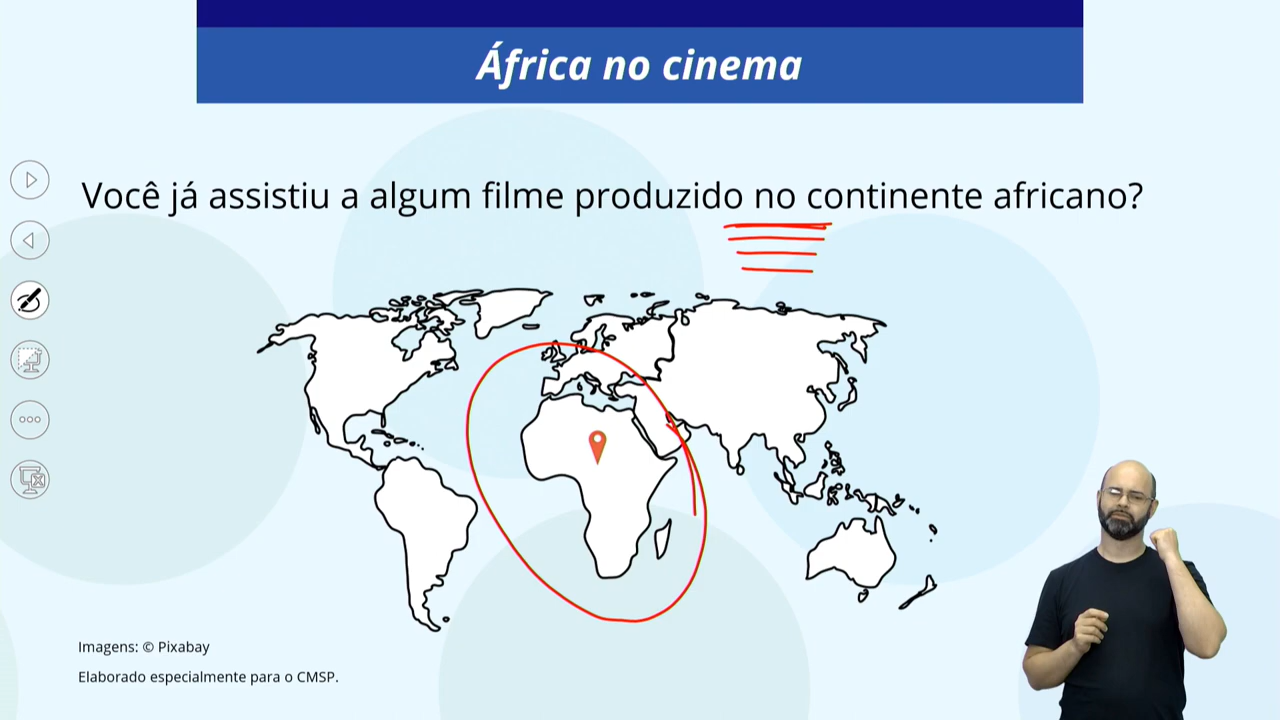 África no cinema
Você já assistiu a algum filme produzido no continente africano?
Imagens: © Pixabay
Elaborado especialmente para o CMSP.